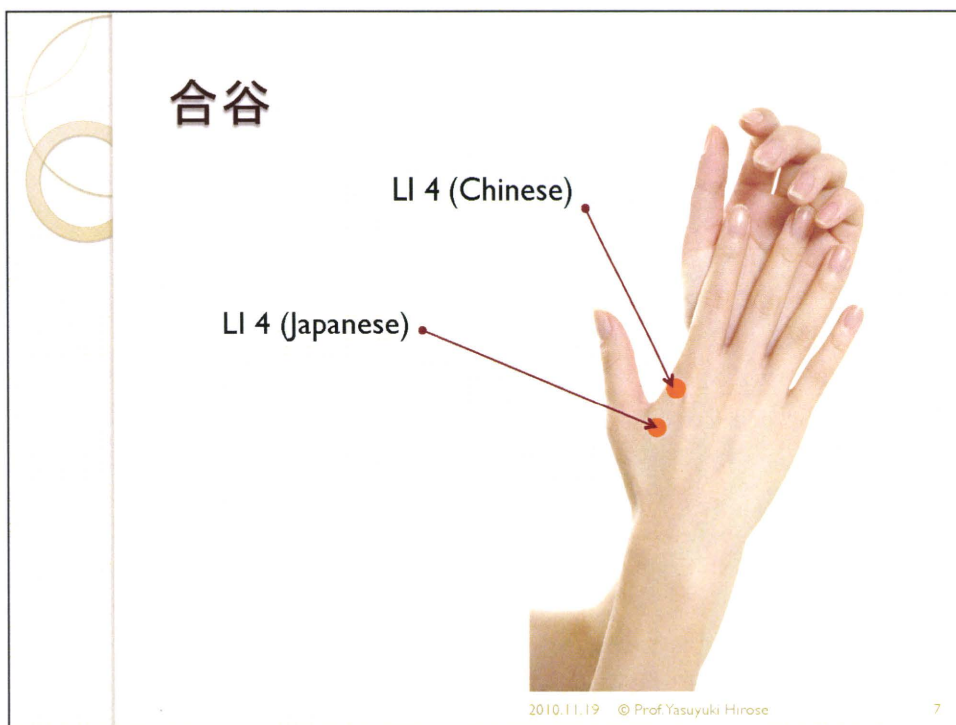 合谷
LI 4 (Chinese)
LI 4 (Japanese)
2010.11.19 © Prof.Yasuyuki Hirose 7